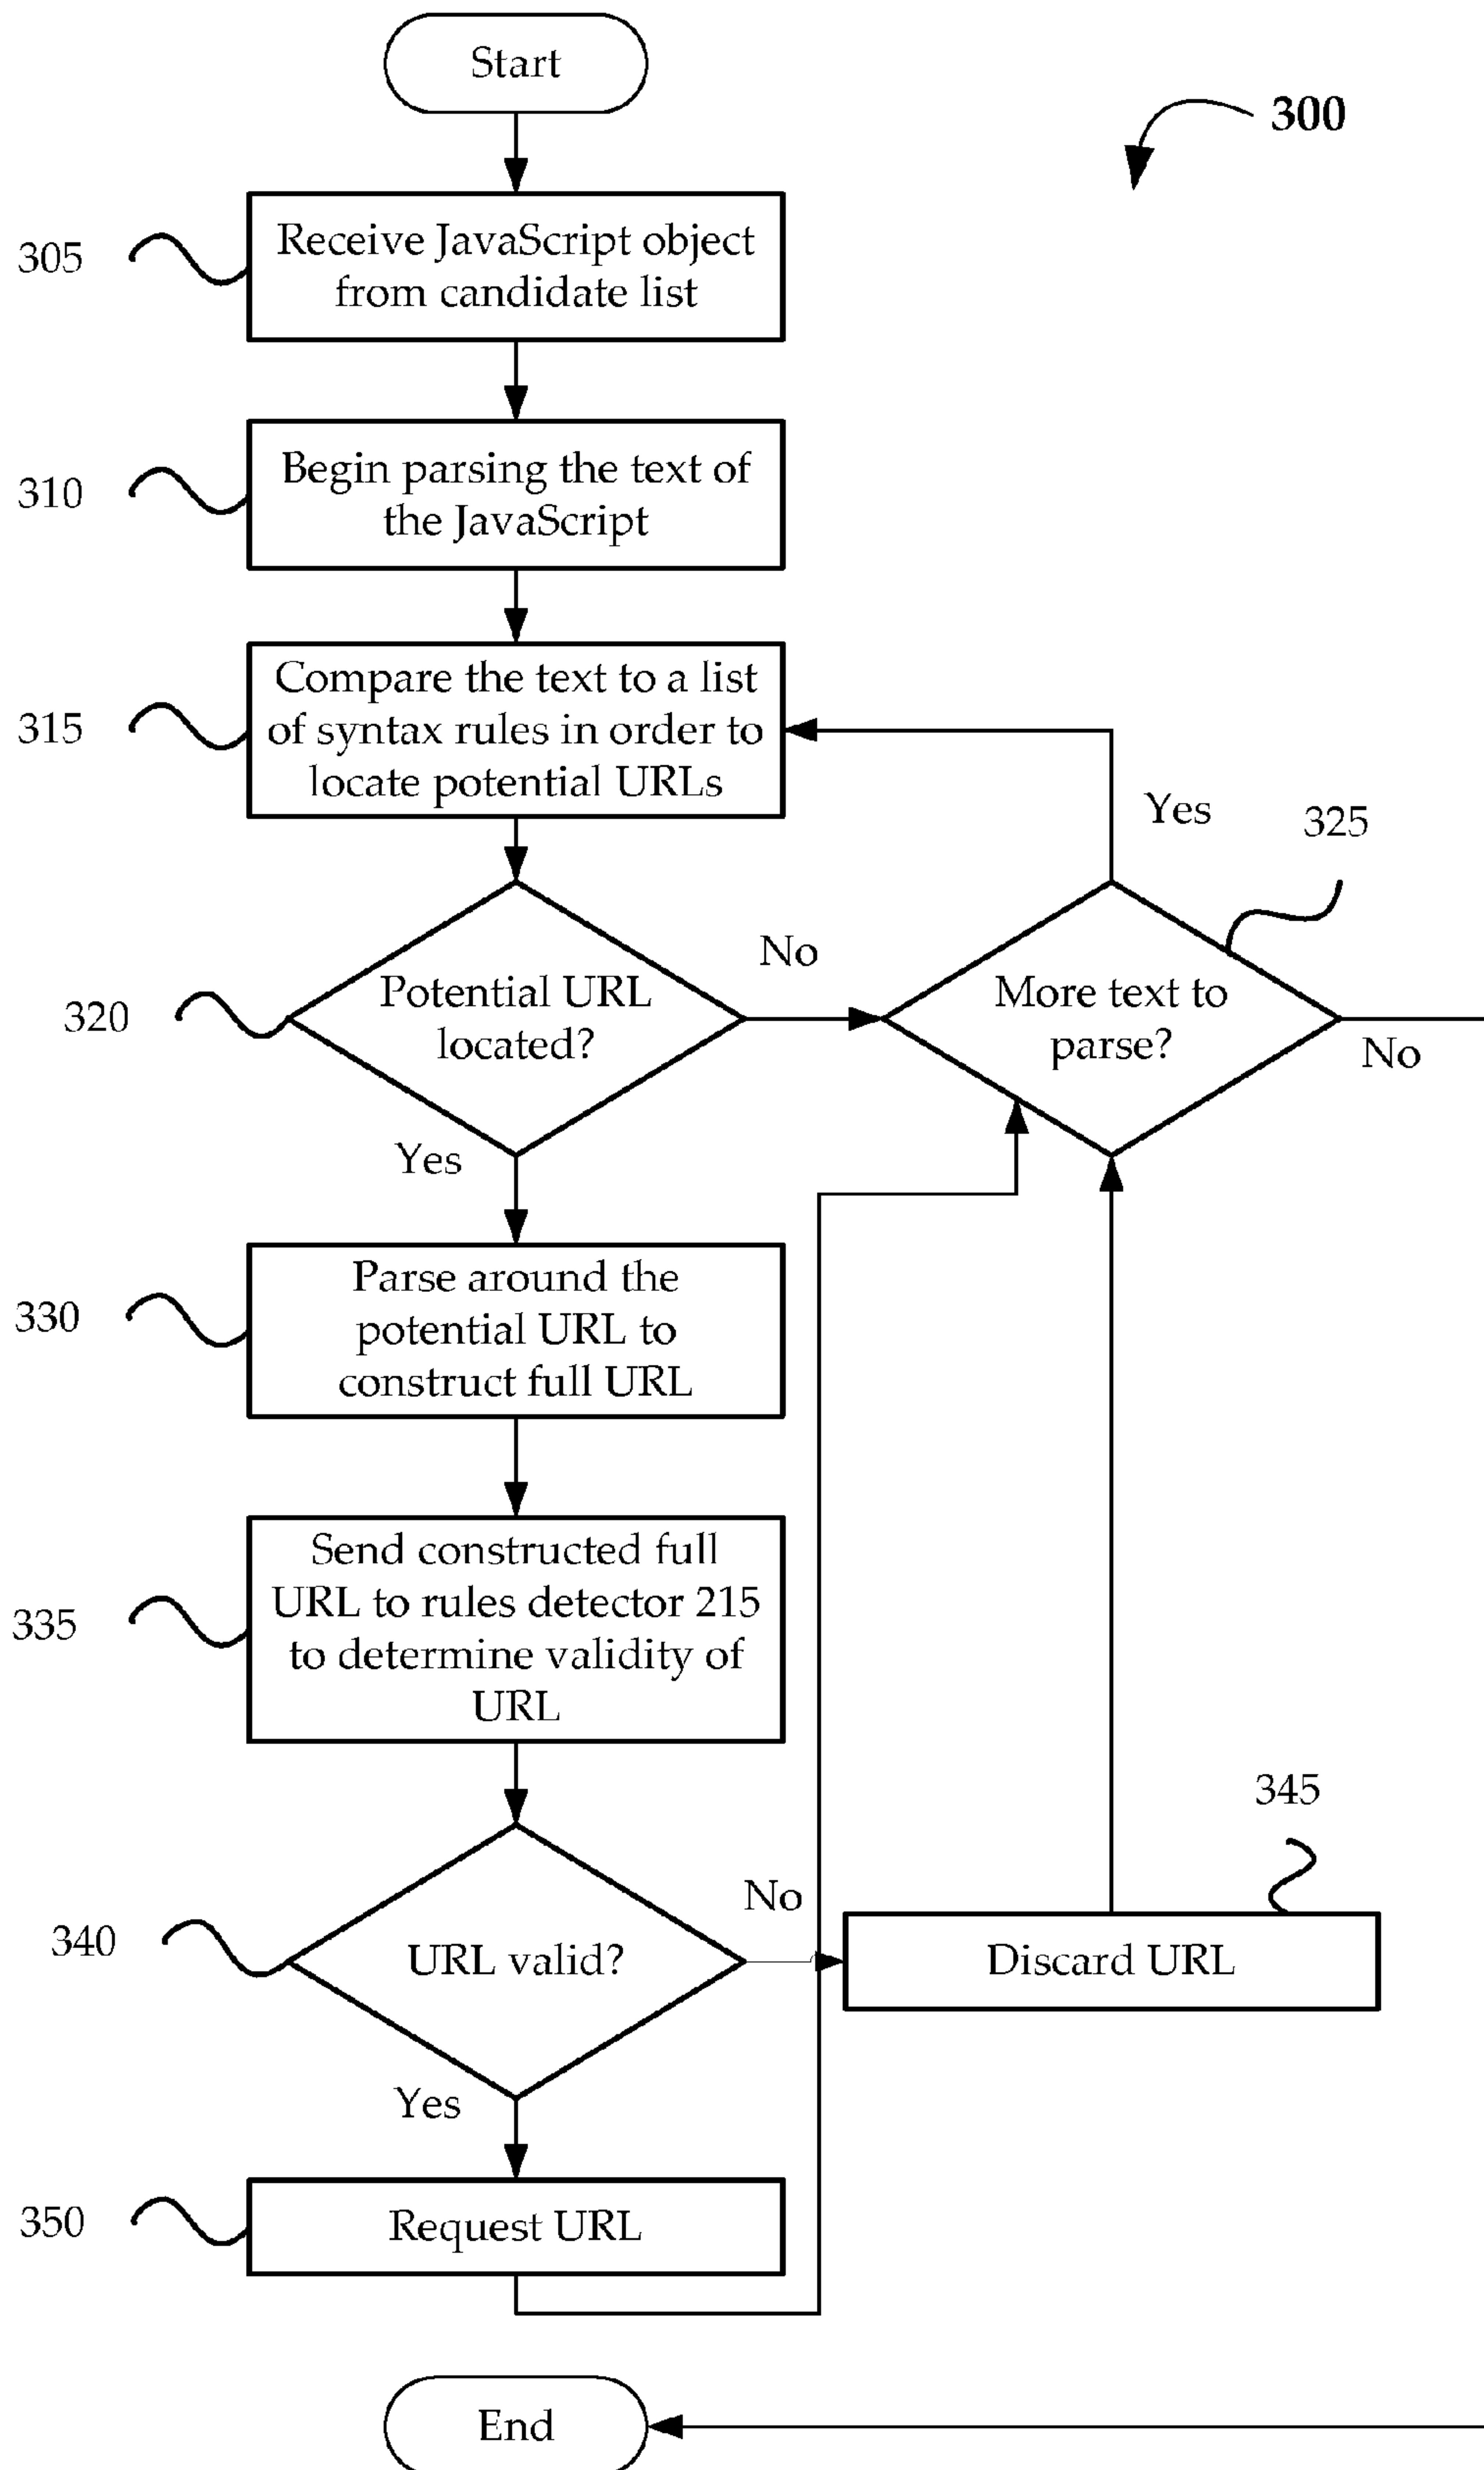 Start
300
305
Receive JavaScript object
from candidate list
310
Begin parsing the text of
the JavaScript
315
Compare the text to a list
of syntax rules in order to
locate potential URLs
Yes
325
320
Potential URL
located?
No
More text to
parse?
No
Yes
330
Parse around the
potential URL to
construct full URL
335
Send constructed full
URL to rules detector 215
to determine validity of
URL
345
340
URL valid?
No
Discard URL
Yes
350
Request URL
End